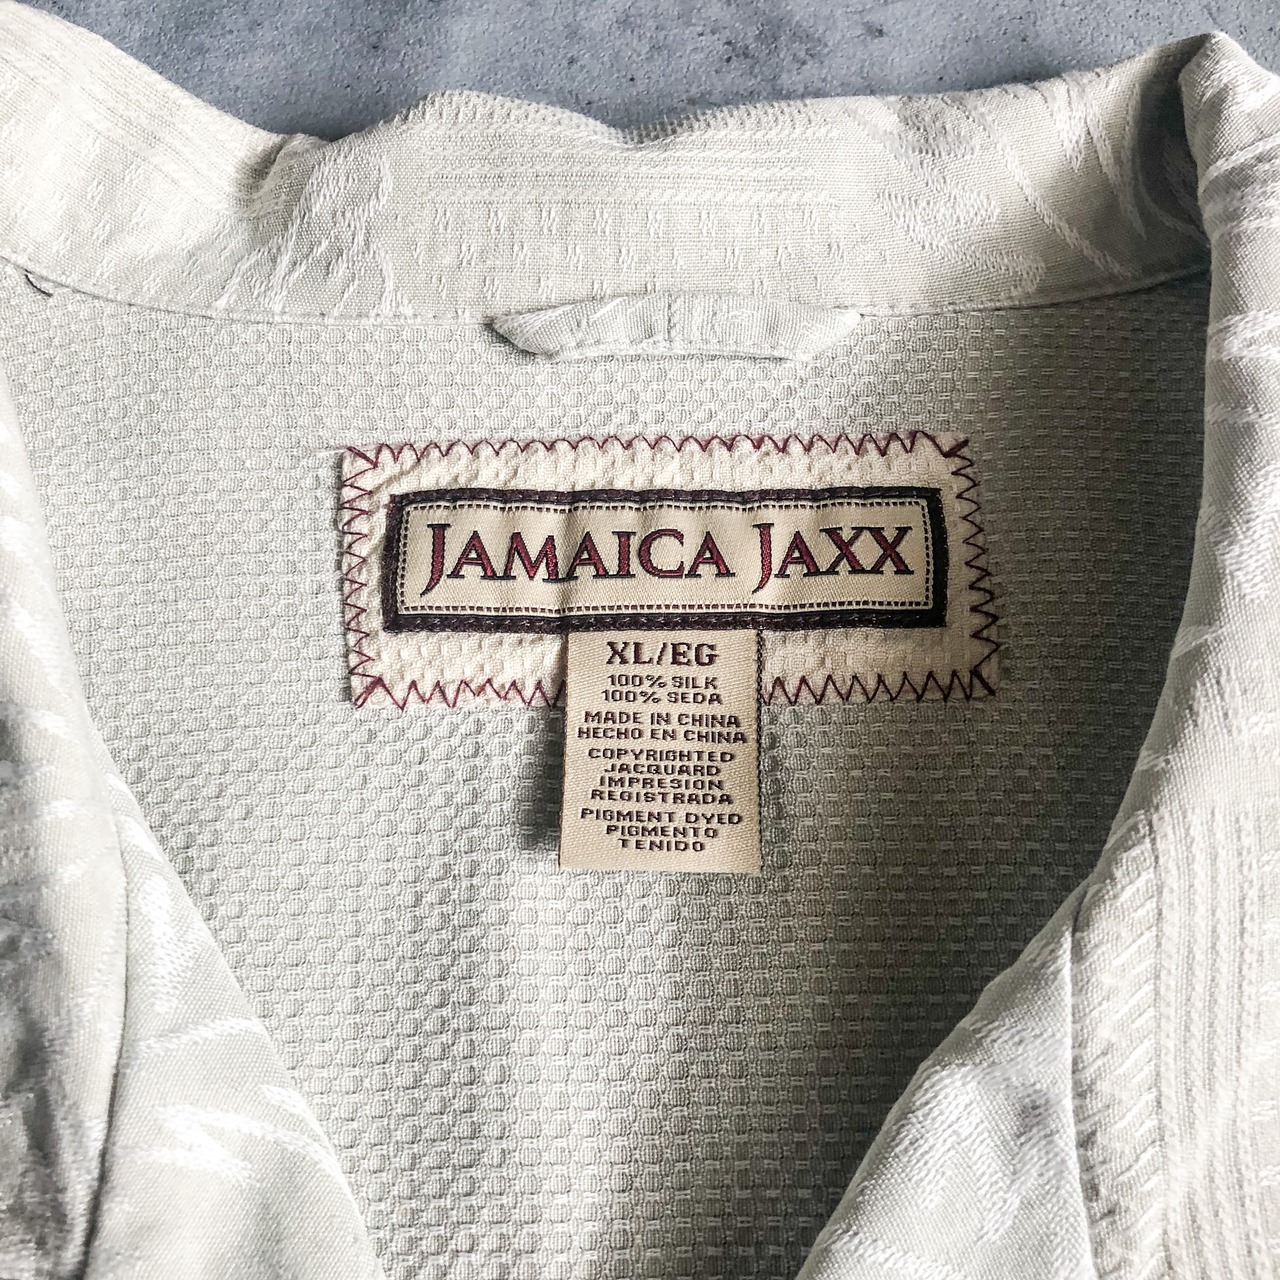 JAMAICA JAXX
XL/EG
100% SILK
100% SEDA
MADE IN CHINA
HECHO EN CHINA
COPYRIGHTED
JACQUARD
IMPRESION
REGISTRADA
PIGMENT DYED
PIGMENTO
TENIDO